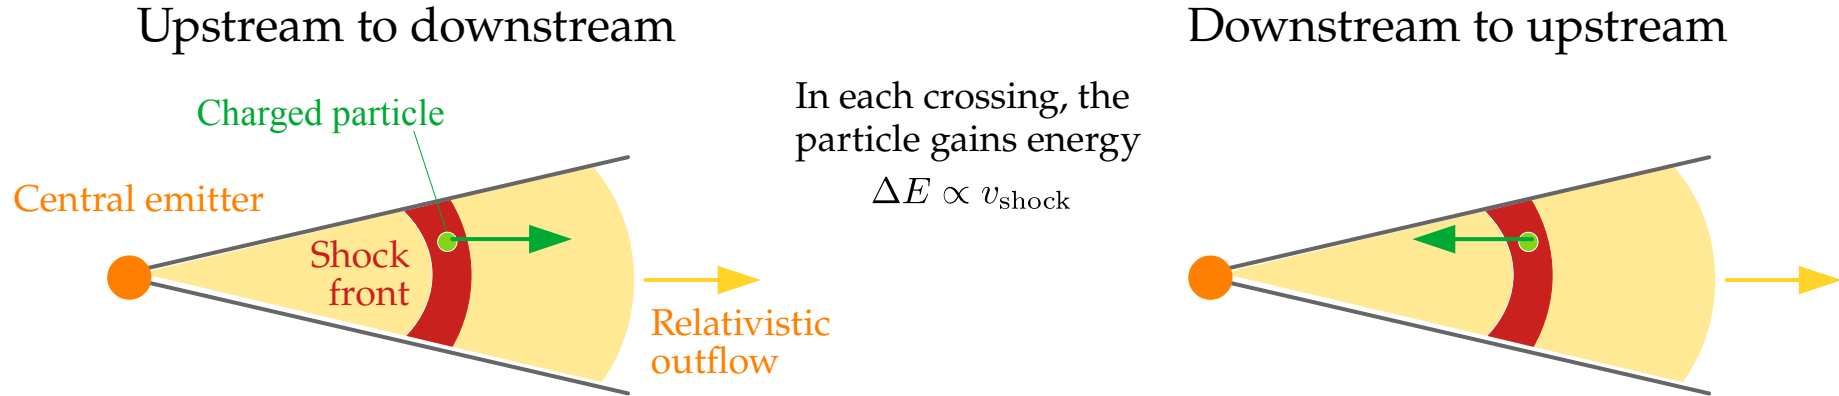 Upstream to downstream
Downstream to upstream
Charged particle
Central emitter
Shock
front
Relativistic
outflow
In each crossing, the
particle gains energy
ΔE ∝ v_shock